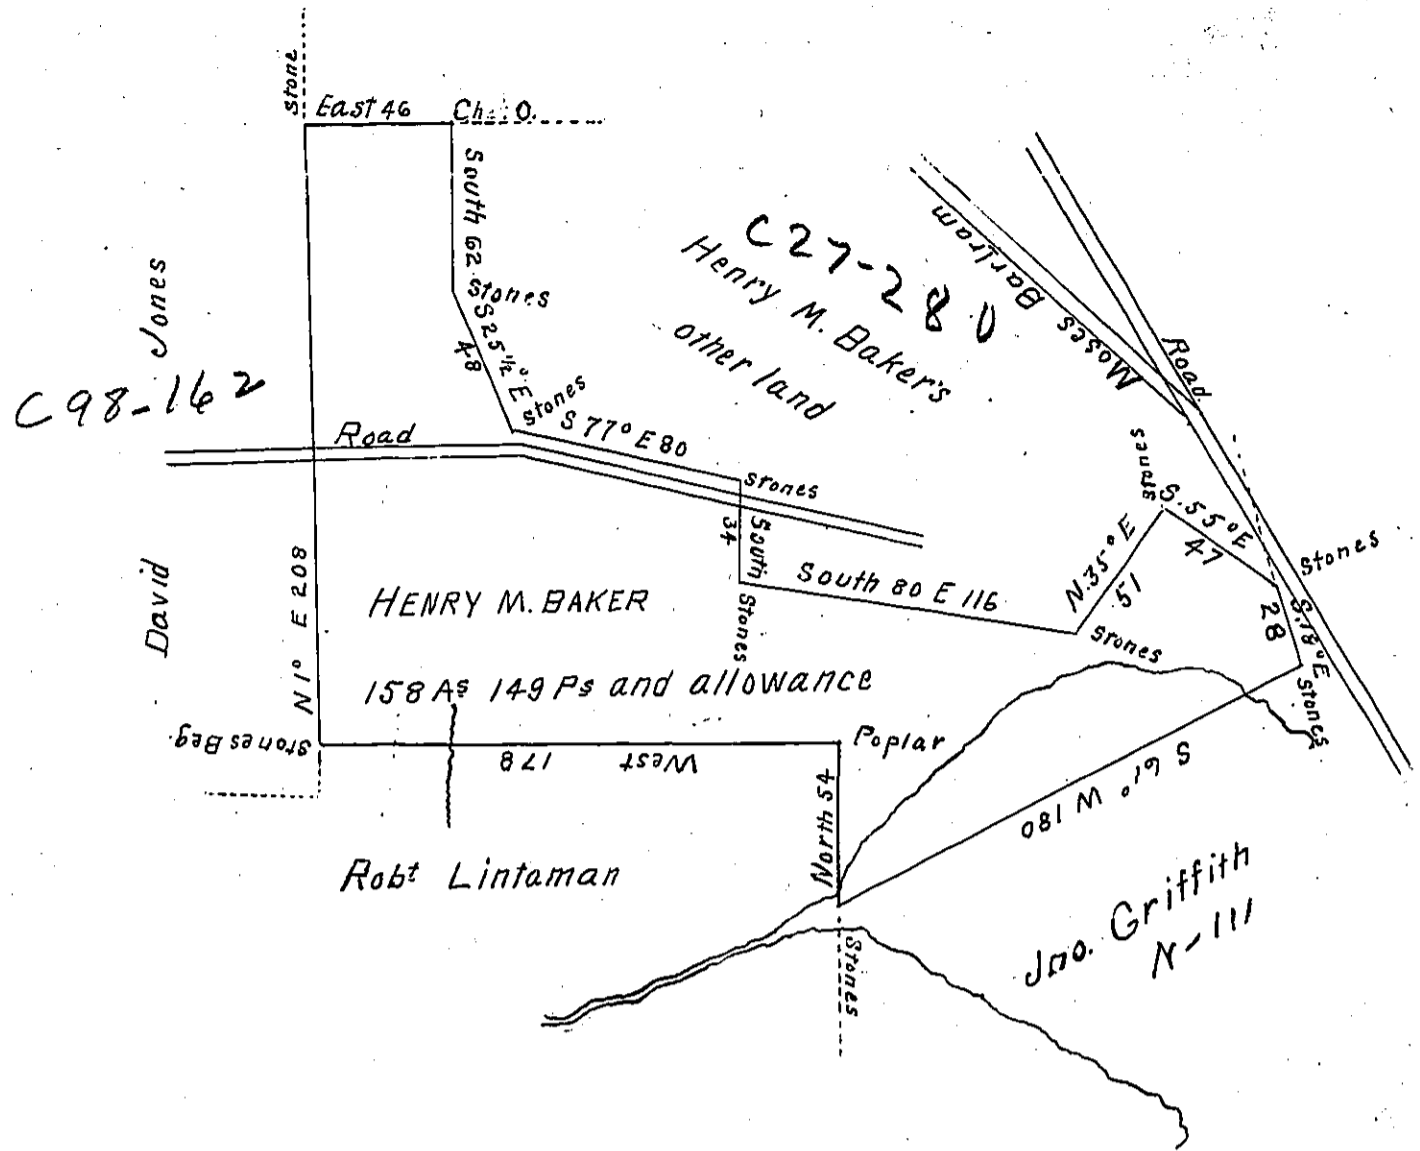 stone
East 46
Ch. O.
South 62
stones
S 25 ½° E
48
stones
S 77° E 80
stones
South
34
Stones
South 80 E 116
stones
N. 35° E
51
stones
S. 55° E
47
Stones
S. 18° E
28
stones
S 61° W 180
Stones
North 54
Poplar
West 178
Stones Beg.
N 1° E 208
David Jones
C98-162
Road
HENRY M. BAKER
158 As 149 Ps and allowance
C27-280
Henry M. Baker's
other land
Moses Bartram
Road
Robt Lintaman
Jno. Griffith
N-111